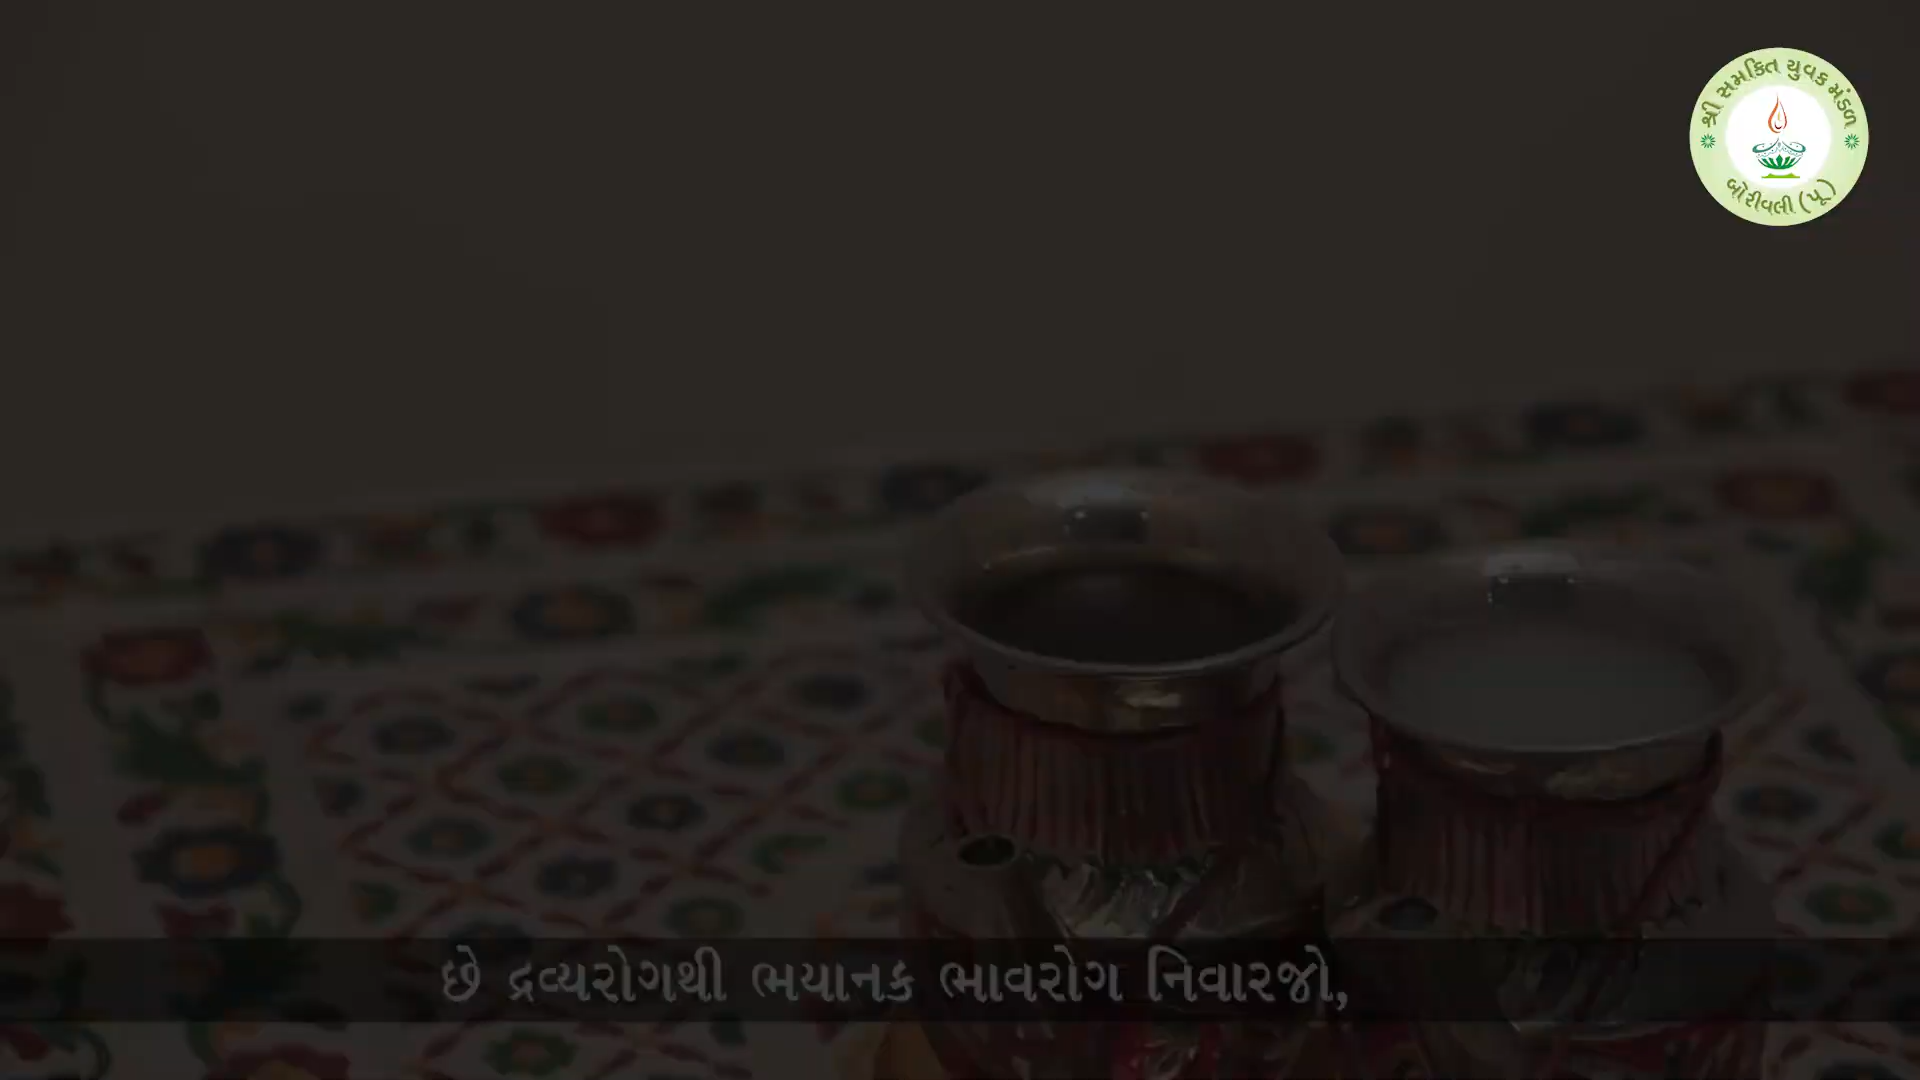 શ્રી સમકિત યુવક મંડળ
બોરીવલી (પૂ.)
છે દ્રવ્યરોગથી ભયાનક ભાવરોગ નિવારજો,